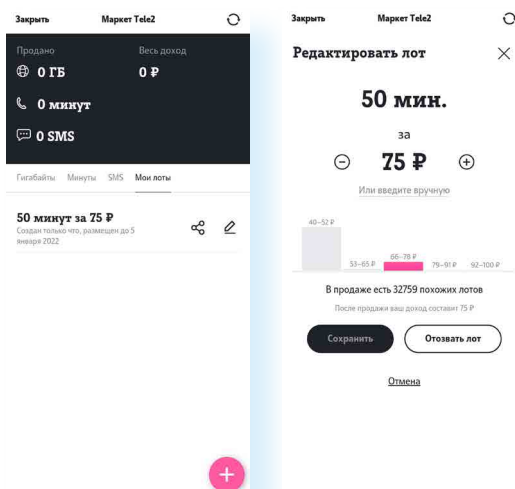 Закрыть
Маркет Tele2
Продано
Весь доход
0 ГБ
0 ₽
0 минут
0 SMS
Гигабайты Минуты SMS Мои лоты
50 минут за 75 ₽
Создан только что, размещен до 5
января 2022
Закрыть
Маркет Tele2
Редактировать лот
50 мин.
за
75 ₽
Или введите вручную
40–52 ₽
53–65 ₽
66–78 ₽
79–91 ₽
92–100 ₽
В продаже есть 32759 похожих лотов
После продажи ваш доход составит 75 ₽
Сохранить
Отозвать лот
Отмена